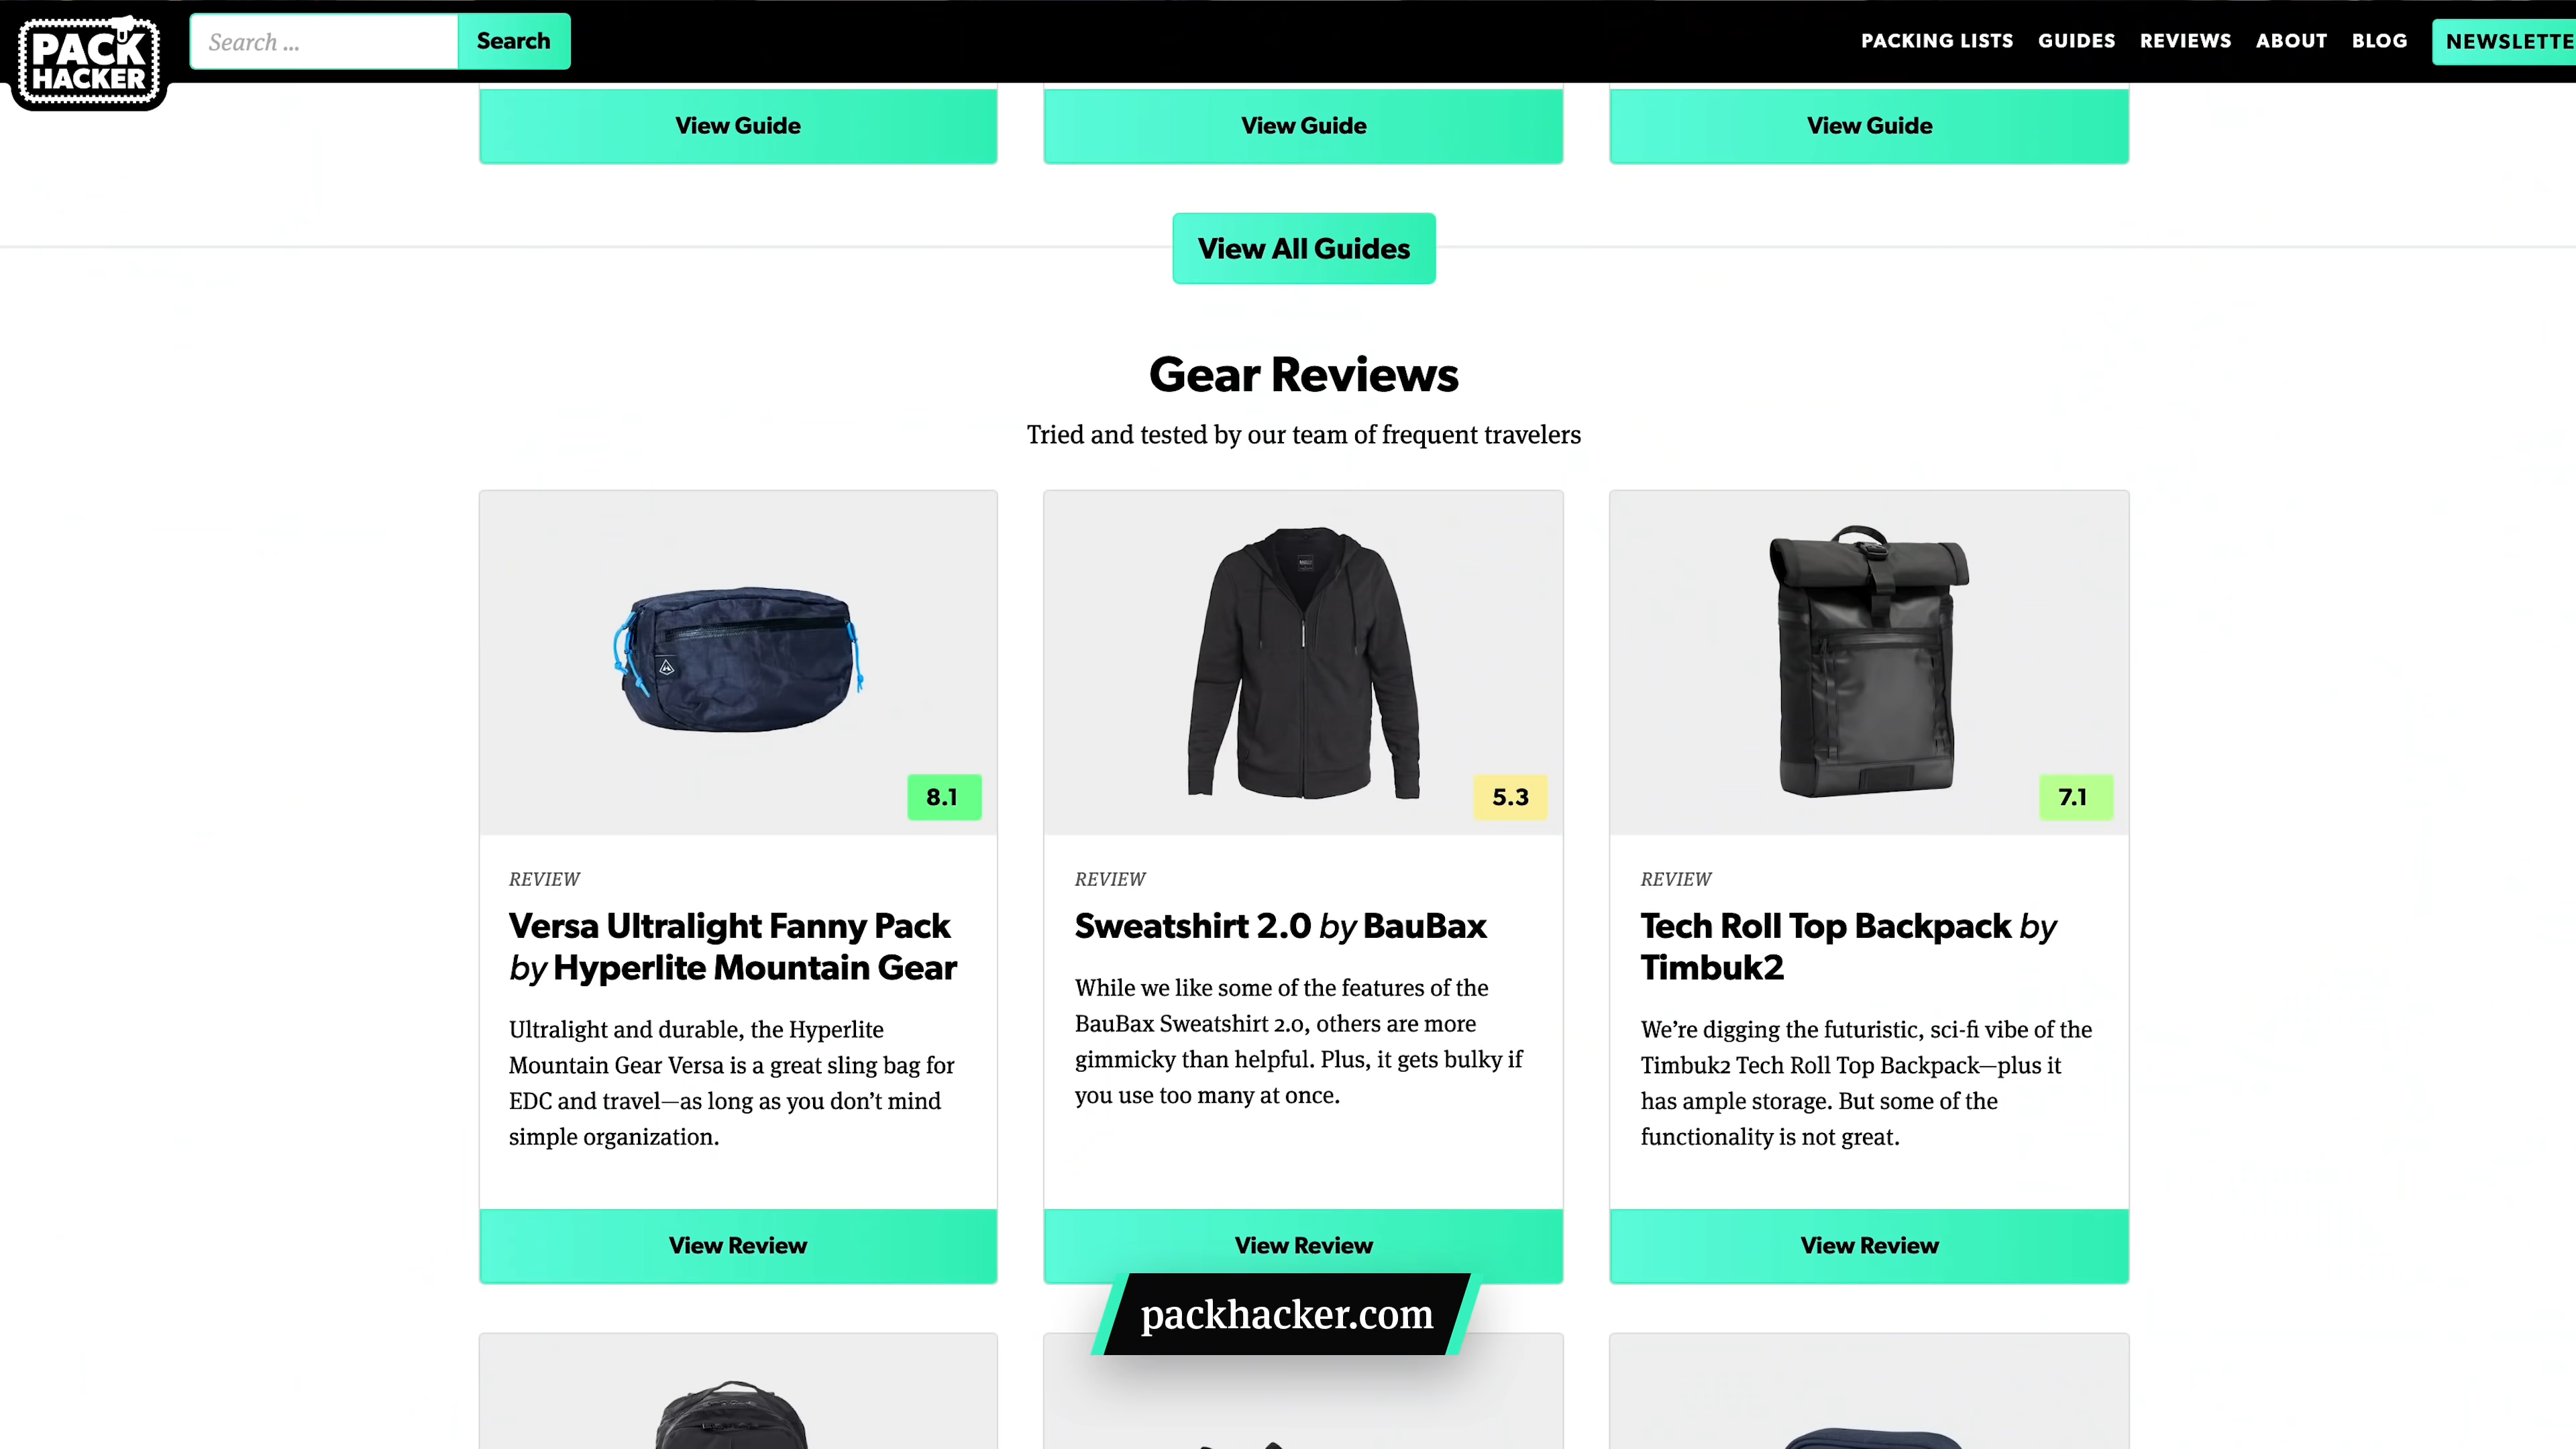 PACK
HACKER
Search ...
Search
PACKING LISTS
GUIDES
REVIEWS
ABOUT
BLOG
NEWSLETTE
View Guide
View Guide
View Guide
View All Guides
Gear Reviews
Tried and tested by our team of frequent travelers
8.1
REVIEW
Versa Ultralight Fanny Pack
by Hyperlite Mountain Gear
Ultralight and durable, the Hyperlite
Mountain Gear Versa is a great sling bag for
EDC and travel—as long as you don’t mind
simple organization.
View Review
5.3
REVIEW
Sweatshirt 2.0 by BauBax
While we like some of the features of the
BauBax Sweatshirt 2.0, others are more
gimmicky than helpful. Plus, it gets bulky if
you use too many at once.
View Review
7.1
REVIEW
Tech Roll Top Backpack by
Timbuk2
We’re digging the futuristic, sci-fi vibe of the
Timbuk2 Tech Roll Top Backpack—plus it
has ample storage. But some of the
functionality is not great.
View Review
packhacker.com